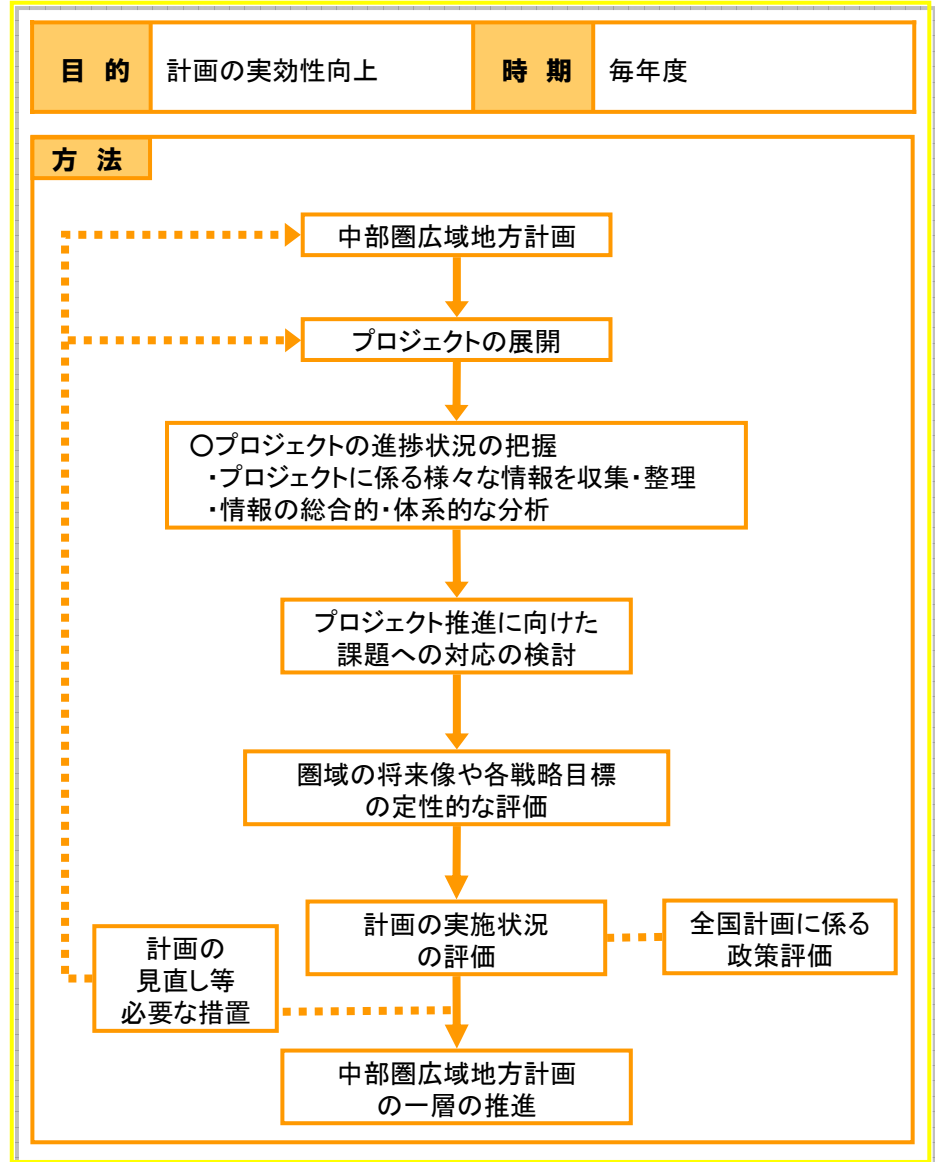 目 的
計画の実効性向上
時 期
毎年度
方 法
中部圏広域地方計画
プロジェクトの展開
〇プロジェクトの進捗状況の把握
・プロジェクトに係る様々な情報を収集・整理
・情報の総合的・体系的な分析
プロジェクト推進に向けた
課題への対応の検討
圏域の将来像や各戦略目標
の定性的な評価
計画の実施状況
の評価
全国計画に係る
政策評価
計画の
見直し等
必要な措置
中部圏広域地方計画
の一層の推進